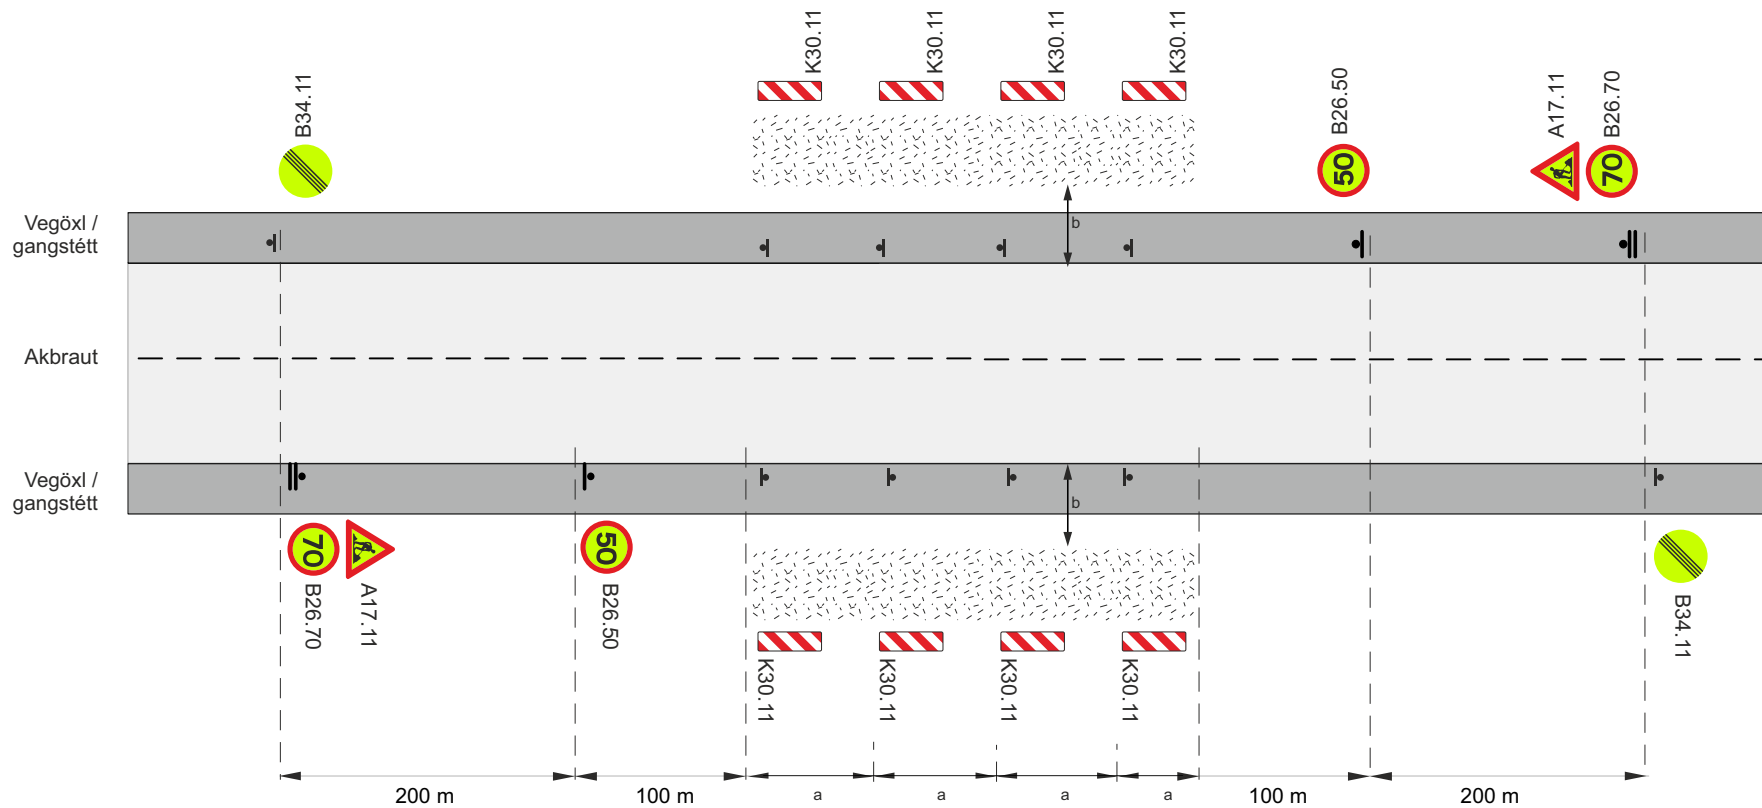 K30.11
K30.11
K30.11
K30.11
B34.11
B26.50
A17.11
B26.70
50
70
Vegöxl /
gangstétt
b
Akbraut
Vegöxl /
gangstétt
b
70
50
B26.70
A17.11
B26.50
B34.11
K30.11
K30.11
K30.11
K30.11
200 m
100 m
a
a
a
a
100 m
200 m